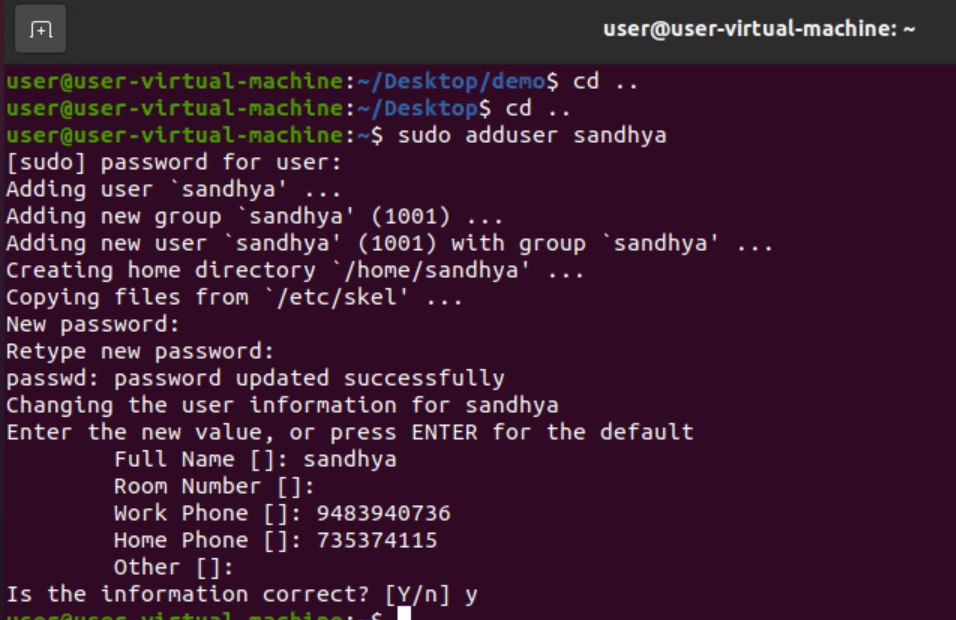 user@user-virtual-machine: ~
user@user-virtual-machine:~/Desktop/demo$ cd ..
user@user-virtual-machine:~/Desktop$ cd ..
user@user-virtual-machine:~$ sudo adduser sandhya
[sudo] password for user:
Adding user `sandhya' ...
Adding new group `sandhya' (1001) ...
Adding new user `sandhya' (1001) with group `sandhya' ...
Creating home directory `/home/sandhya' ...
Copying files from `/etc/skel' ...
New password:
Retype new password:
passwd: password updated successfully
Changing the user information for sandhya
Enter the new value, or press ENTER for the default
        Full Name []: sandhya
        Room Number []:
        Work Phone []: 9483940736
        Home Phone []: 735374115
        Other []:
Is the information correct? [Y/n] y
user@user-virtual-machine:~$